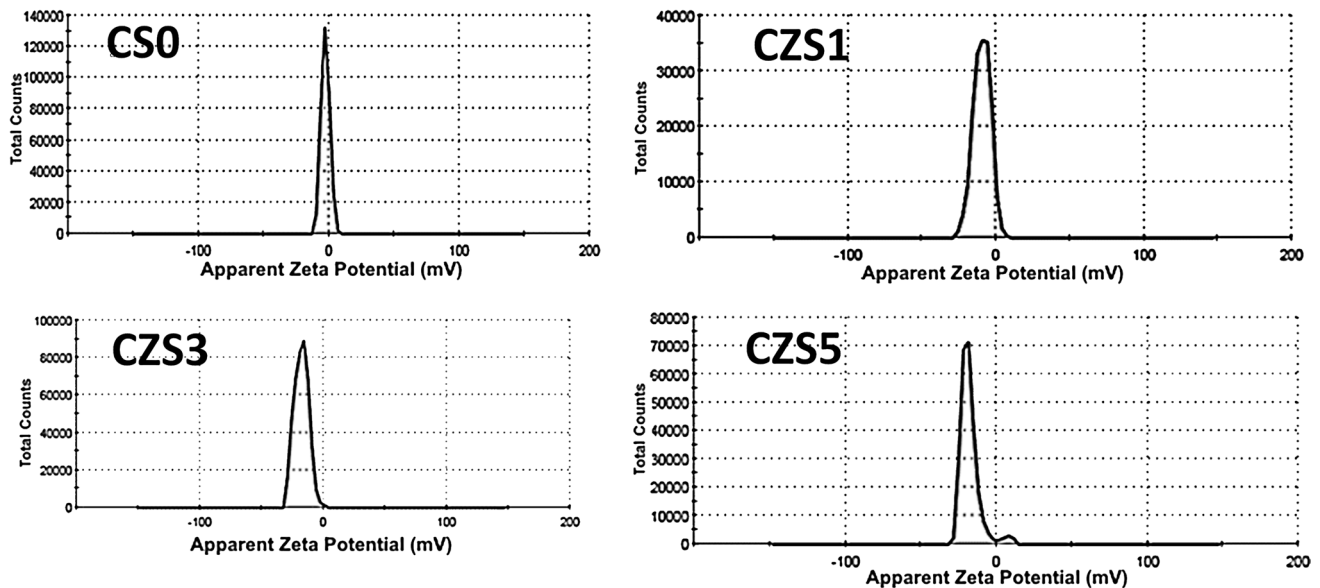 CS0
140000
120000
100000
80000
60000
40000
20000
0
Total Counts
-100 0 100 200
Apparent Zeta Potential (mV)
CZS1
40000
30000
20000
10000
0
Total Counts
-100 0 100 200
Apparent Zeta Potential (mV)
CZS3
100000
80000
60000
40000
20000
0
Total Counts
-100 0 100 200
Apparent Zeta Potential (mV)
CZS5
80000
70000
60000
50000
40000
30000
20000
10000
0
Total Counts
-100 0 100 200
Apparent Zeta Potential (mV)